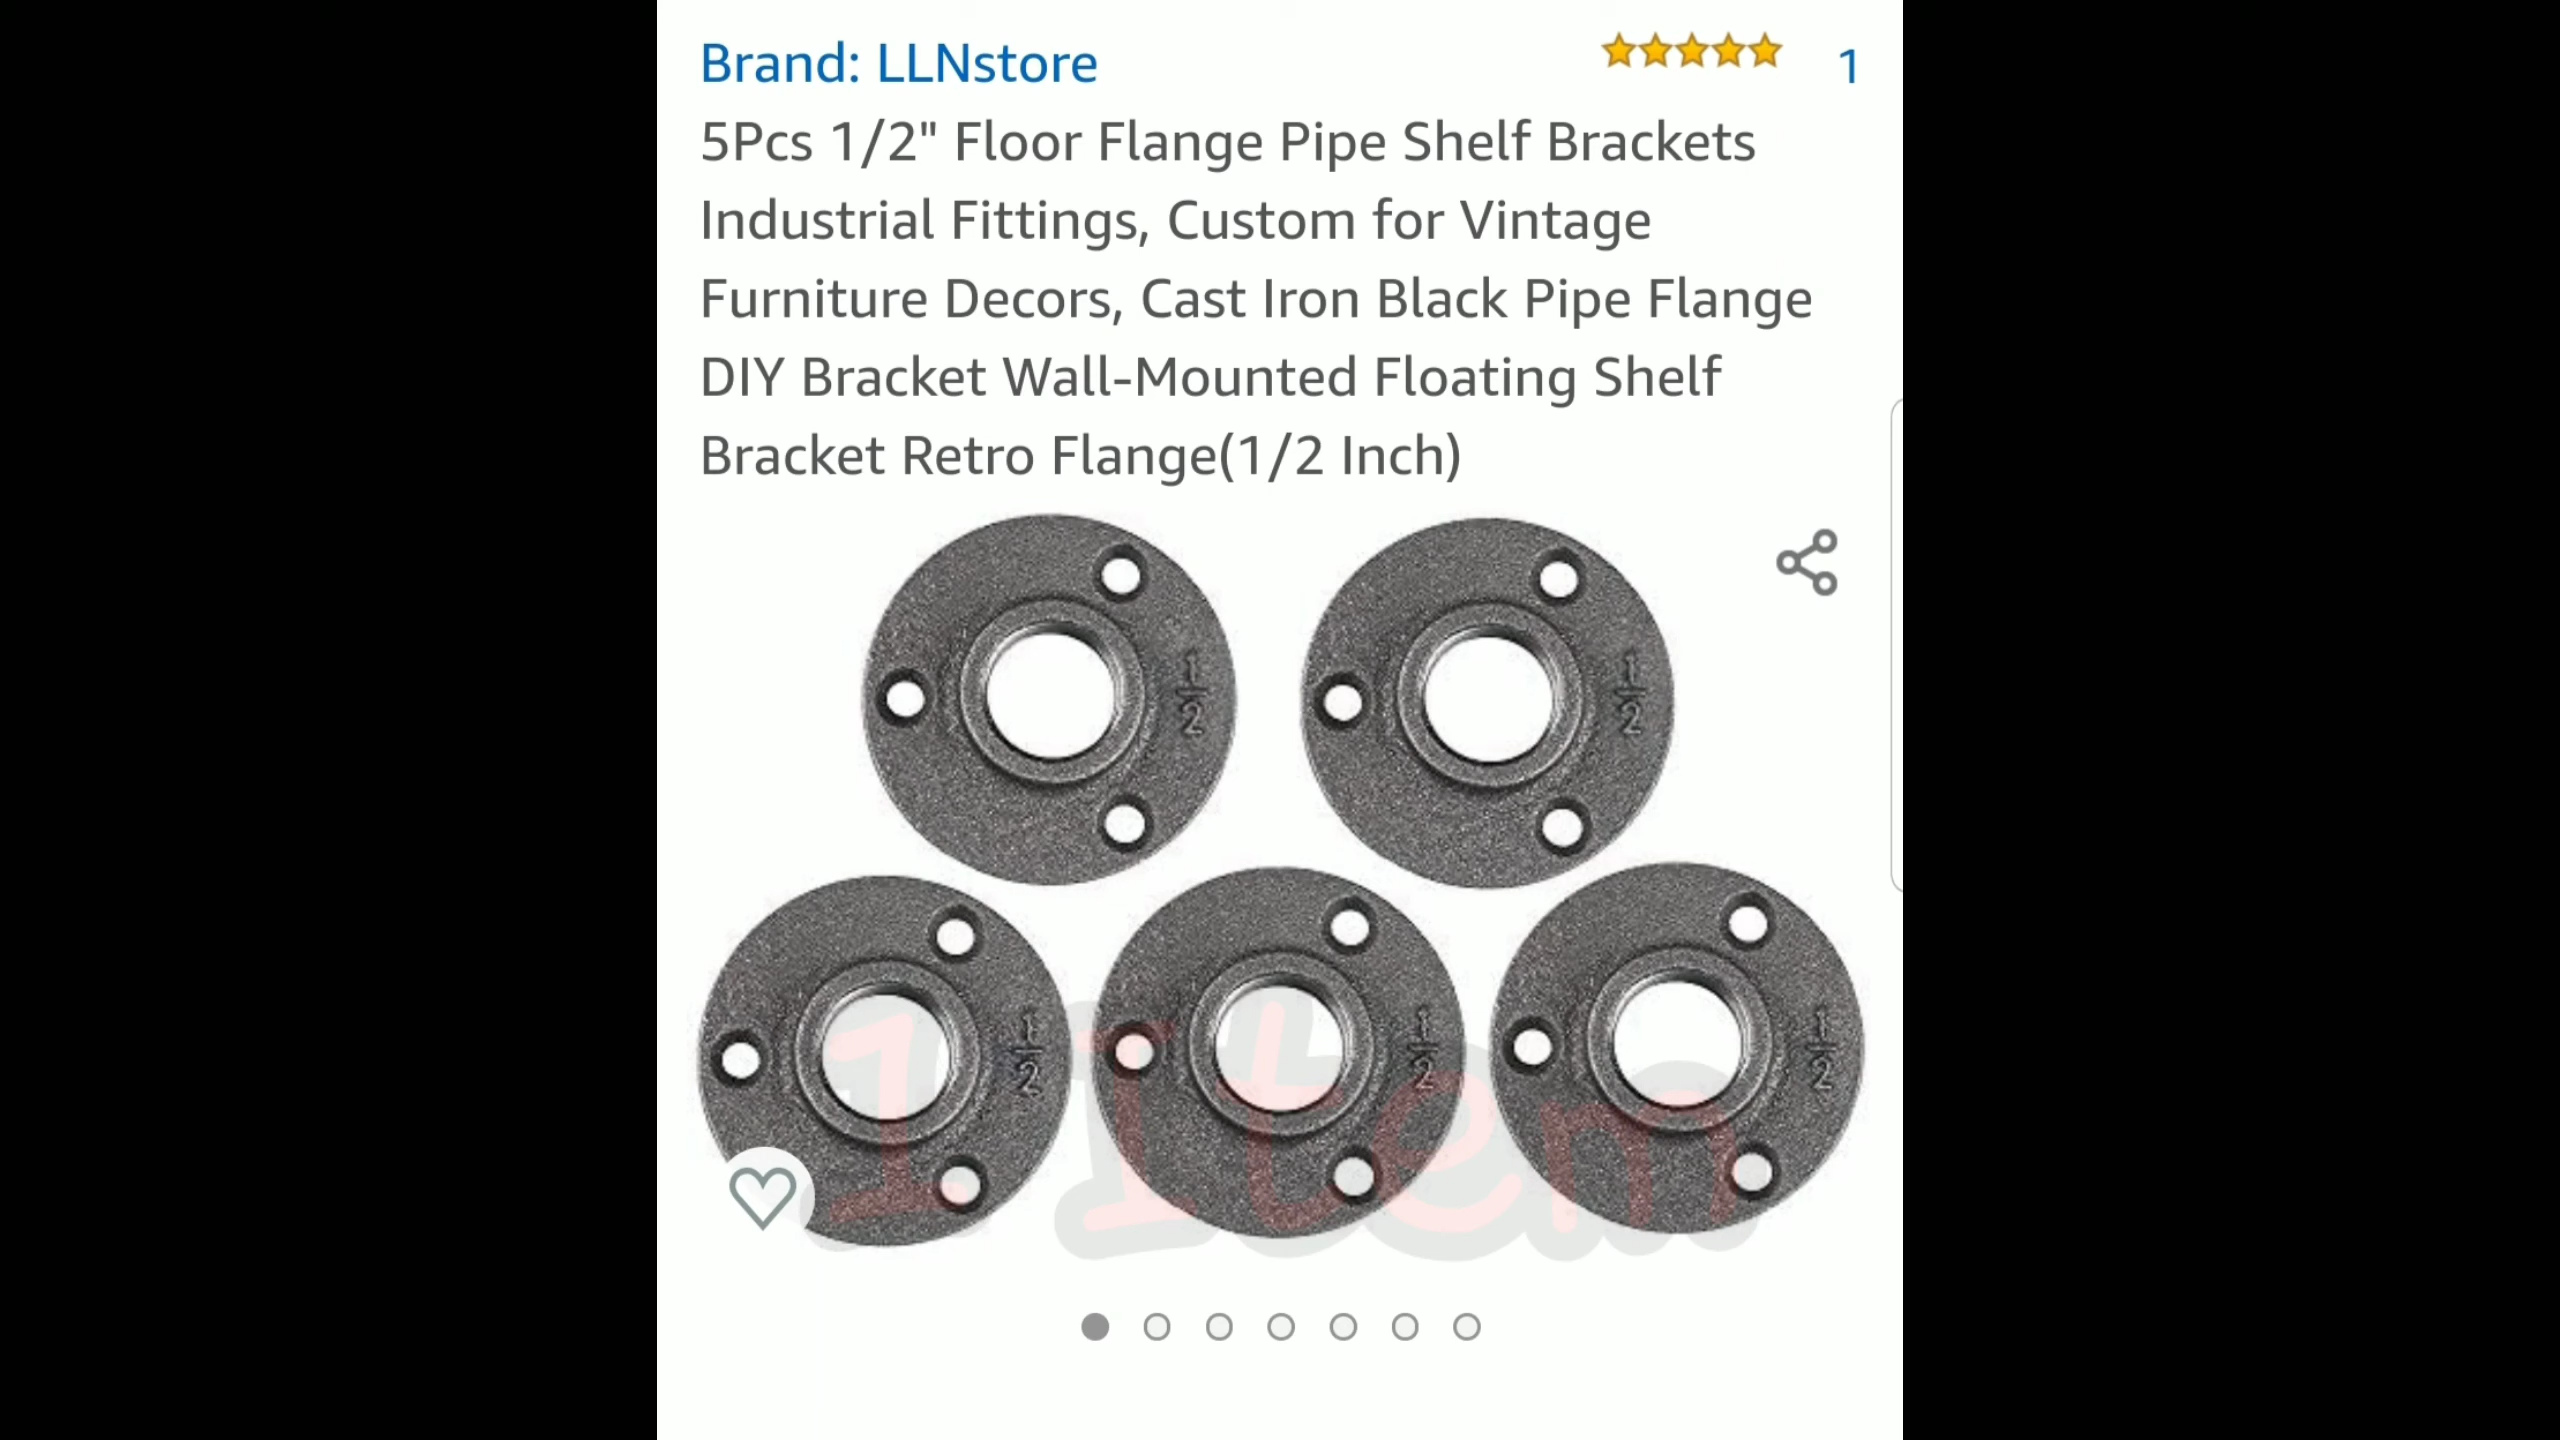 Brand: LLNstore
1
5Pcs 1/2" Floor Flange Pipe Shelf Brackets
Industrial Fittings, Custom for Vintage
Furniture Decors, Cast Iron Black Pipe Flange
DIY Bracket Wall-Mounted Floating Shelf
Bracket Retro Flange(1/2 Inch)
1/2
1/2
1/2
1/2
1/2
1 Item